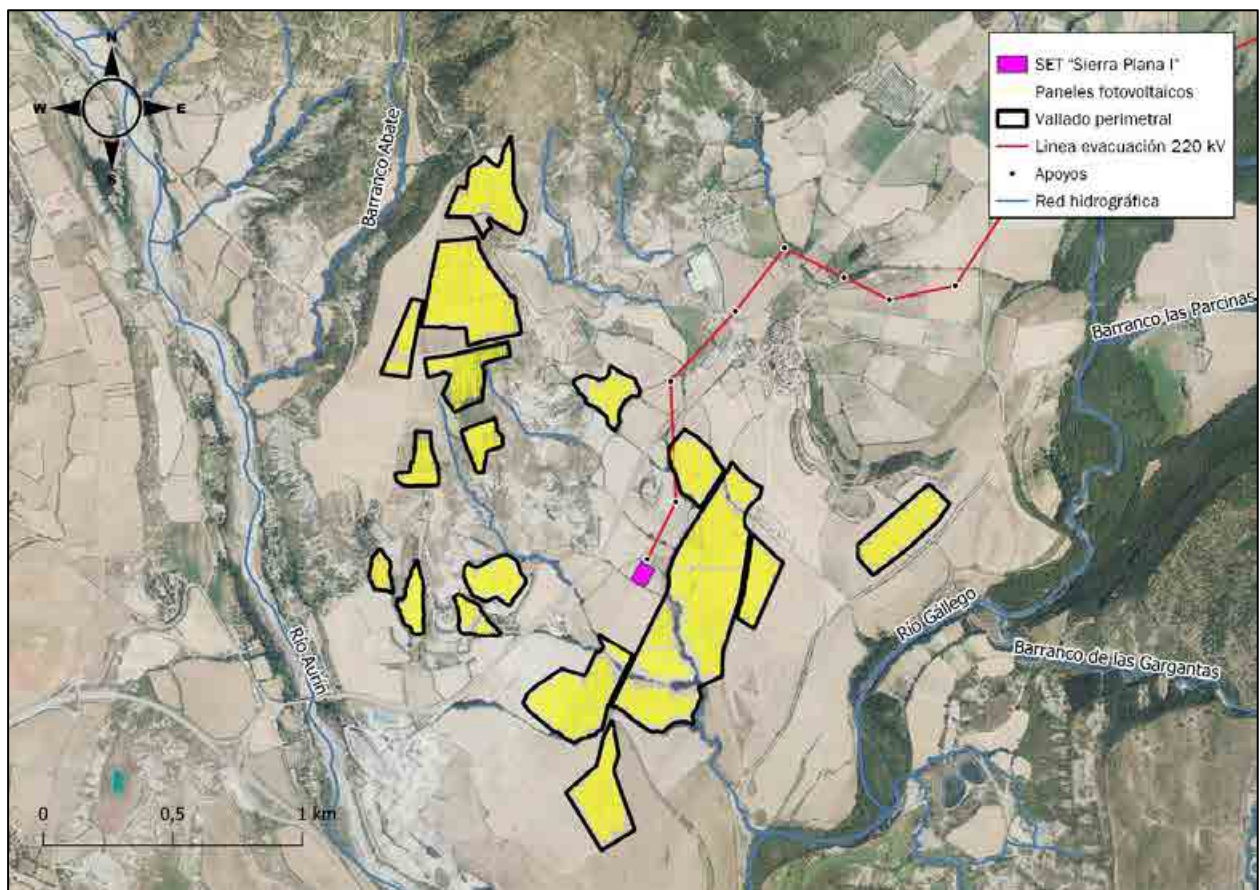 N
W
E
S
SET "Sierra Plana I"
Paneles fotovoltaicos
Vallado perimetral
Línea evacuación 220 kV
Apoyos
Red hidrográfica
Barranco Abate
Barranco las Parcinas
Río Gállego
Barranco de las Gargantas
Río Aurín
0
0,5
1 km